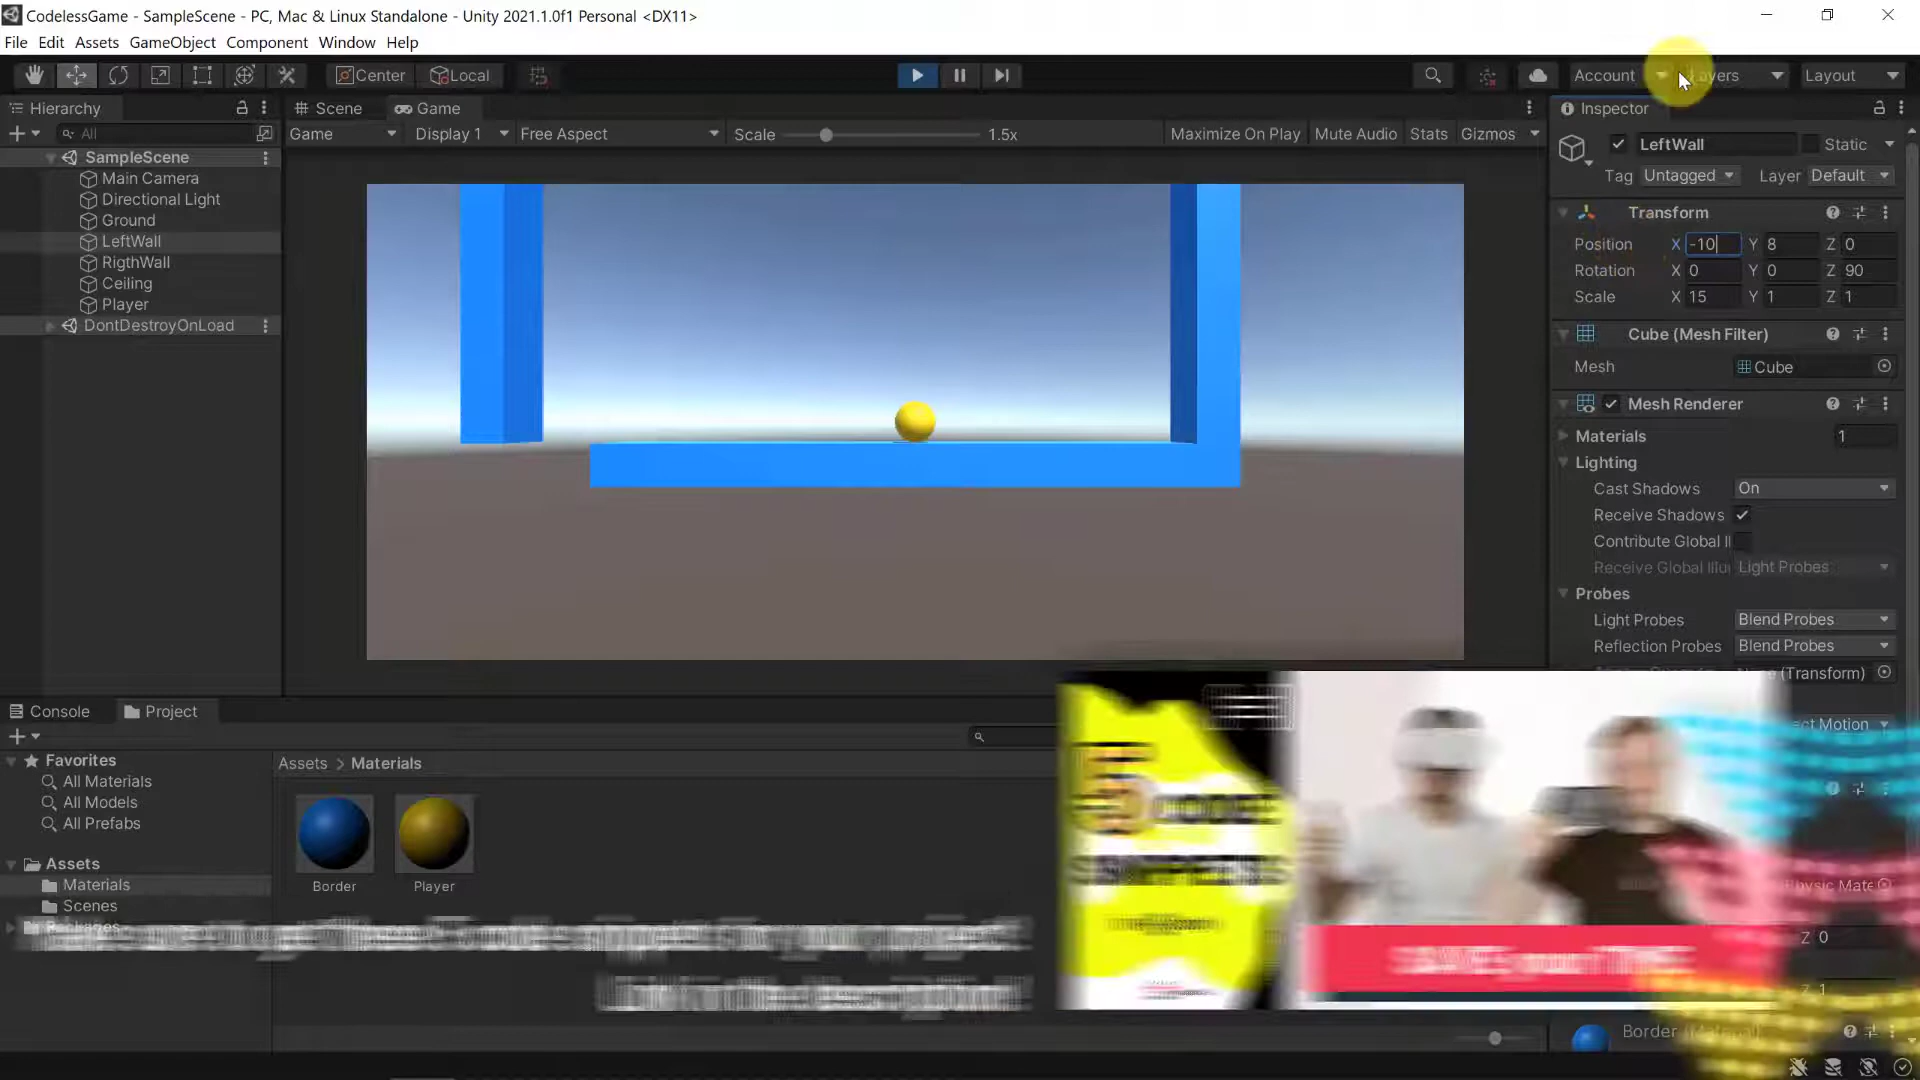 CodelessGame - SampleScene - PC, Mac & Linux Standalone - Unity 2021.1.0f1 Personal <DX11>
File Edit Assets GameObject Component Window Help
Center Local Account Layout
Hierarchy
All
SampleScene
Main Camera
Directional Light
Ground
LeftWall
RigthWall
Ceiling
Player
DontDestroyOnLoad
Scene Game
Game Display 1 Free Aspect Scale 1.5x Maximize On Play Mute Audio Stats Gizmos
Inspector
LeftWall Static
Tag Untagged Layer Default
Transform
Position X -10 Y 8 Z 0
Rotation X 0 Y 0 Z 90
Scale X 15 Y 1 Z 1
Cube (Mesh Filter)
Mesh Cube
Mesh Renderer
Materials 1
Lighting
Cast Shadows On
Receive Shadows
Contribute Global Il
Receive Global Illu Light Probes
Probes
Light Probes Blend Probes
Reflection Probes Blend Probes
(Transform)
Motion
Z 0
Z 1
Border
Console Project
Favorites
All Materials
All Models
All Prefabs
Assets
Materials
Scenes
Assets > Materials
Border Player